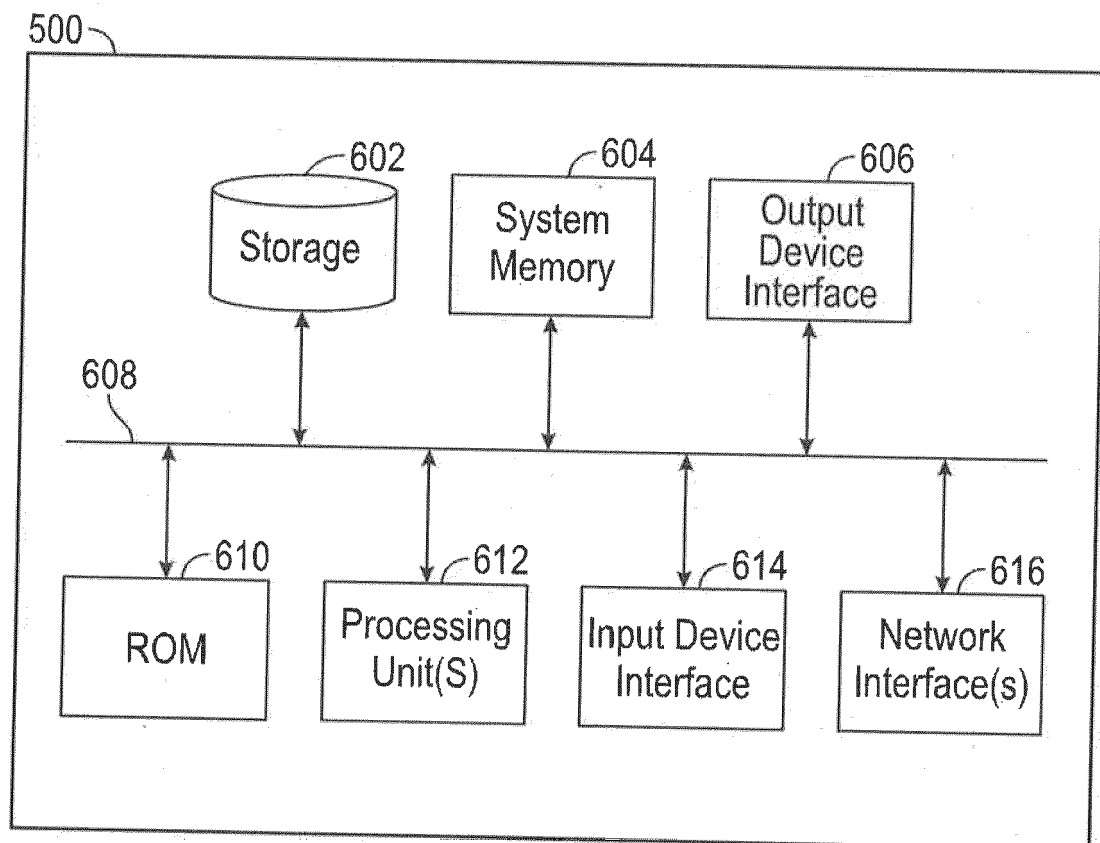 500
602
604
606
Storage
System
Memory
Output
Device
Interface
608
610
612
614
616
ROM
Processing
Unit(S)
Input Device
Interface
Network
Interface(s)